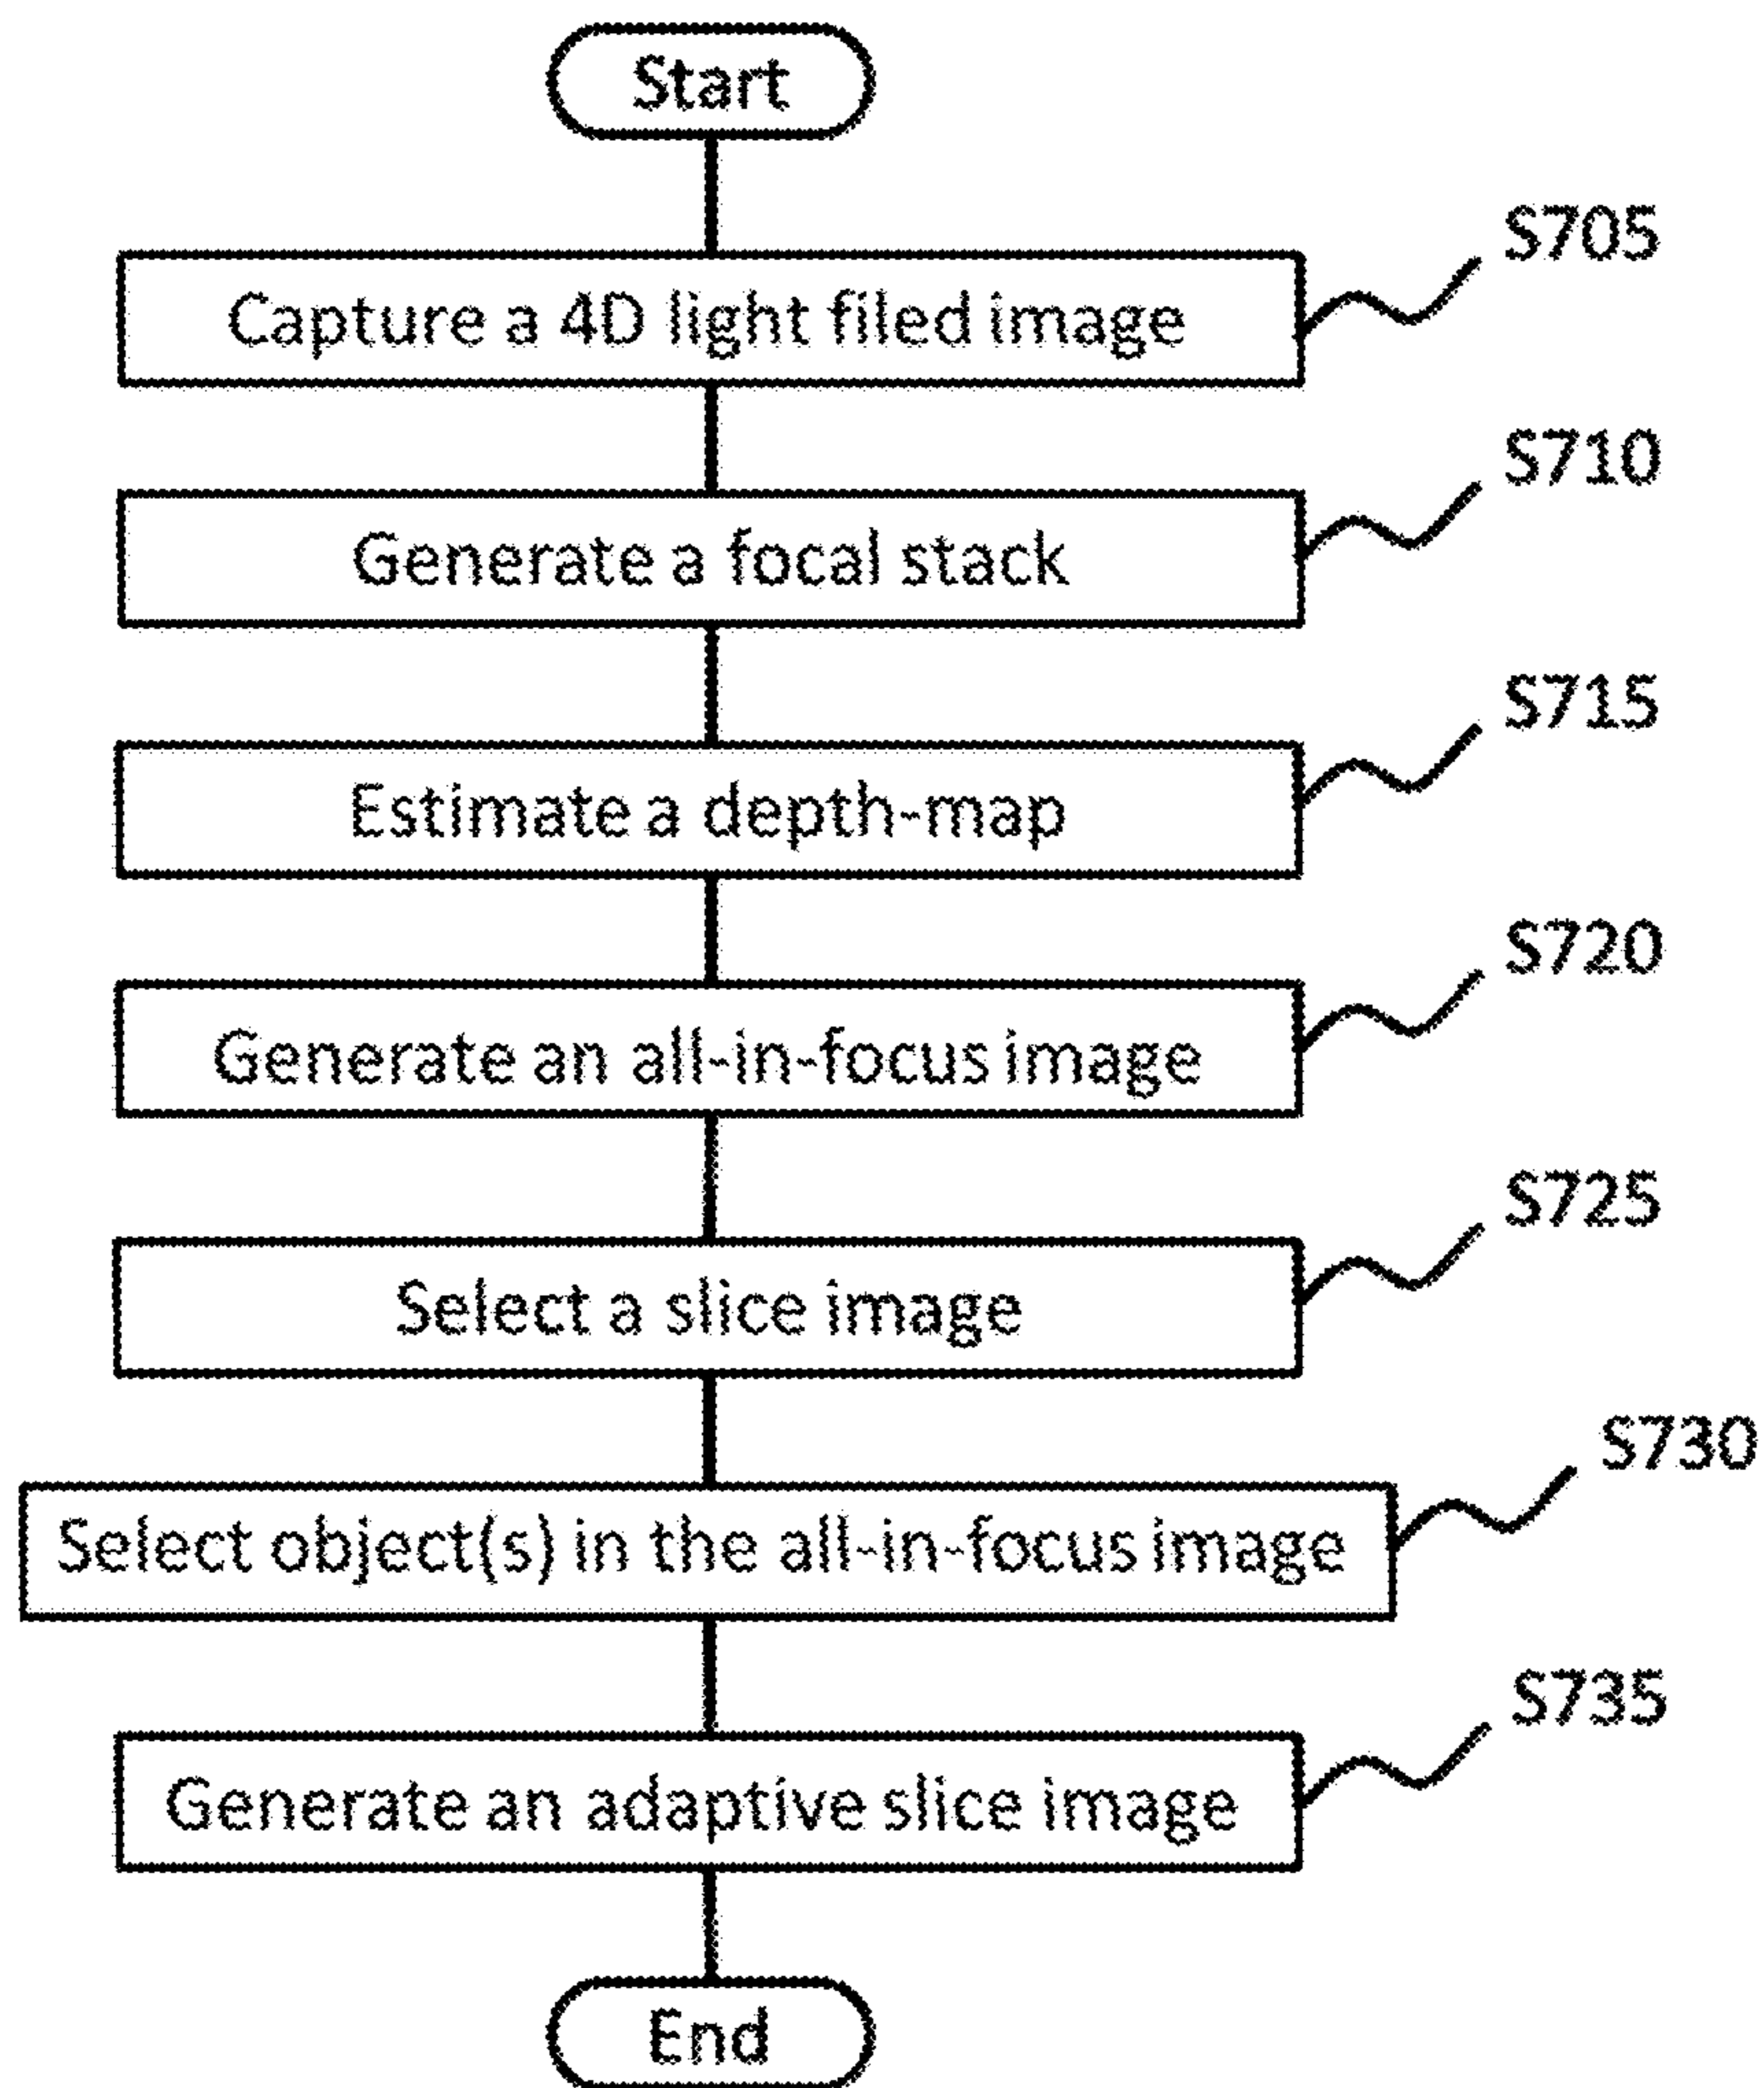 Start
S705
Capture a 4D light filed image
S710
Generate a focal stack
S715
Estimate a depth-map
S720
Generate an all-in-focus image
S725
Select a slice image
S730
Select object(s) in the all-in-focus image
S735
Generate an adaptive slice image
End